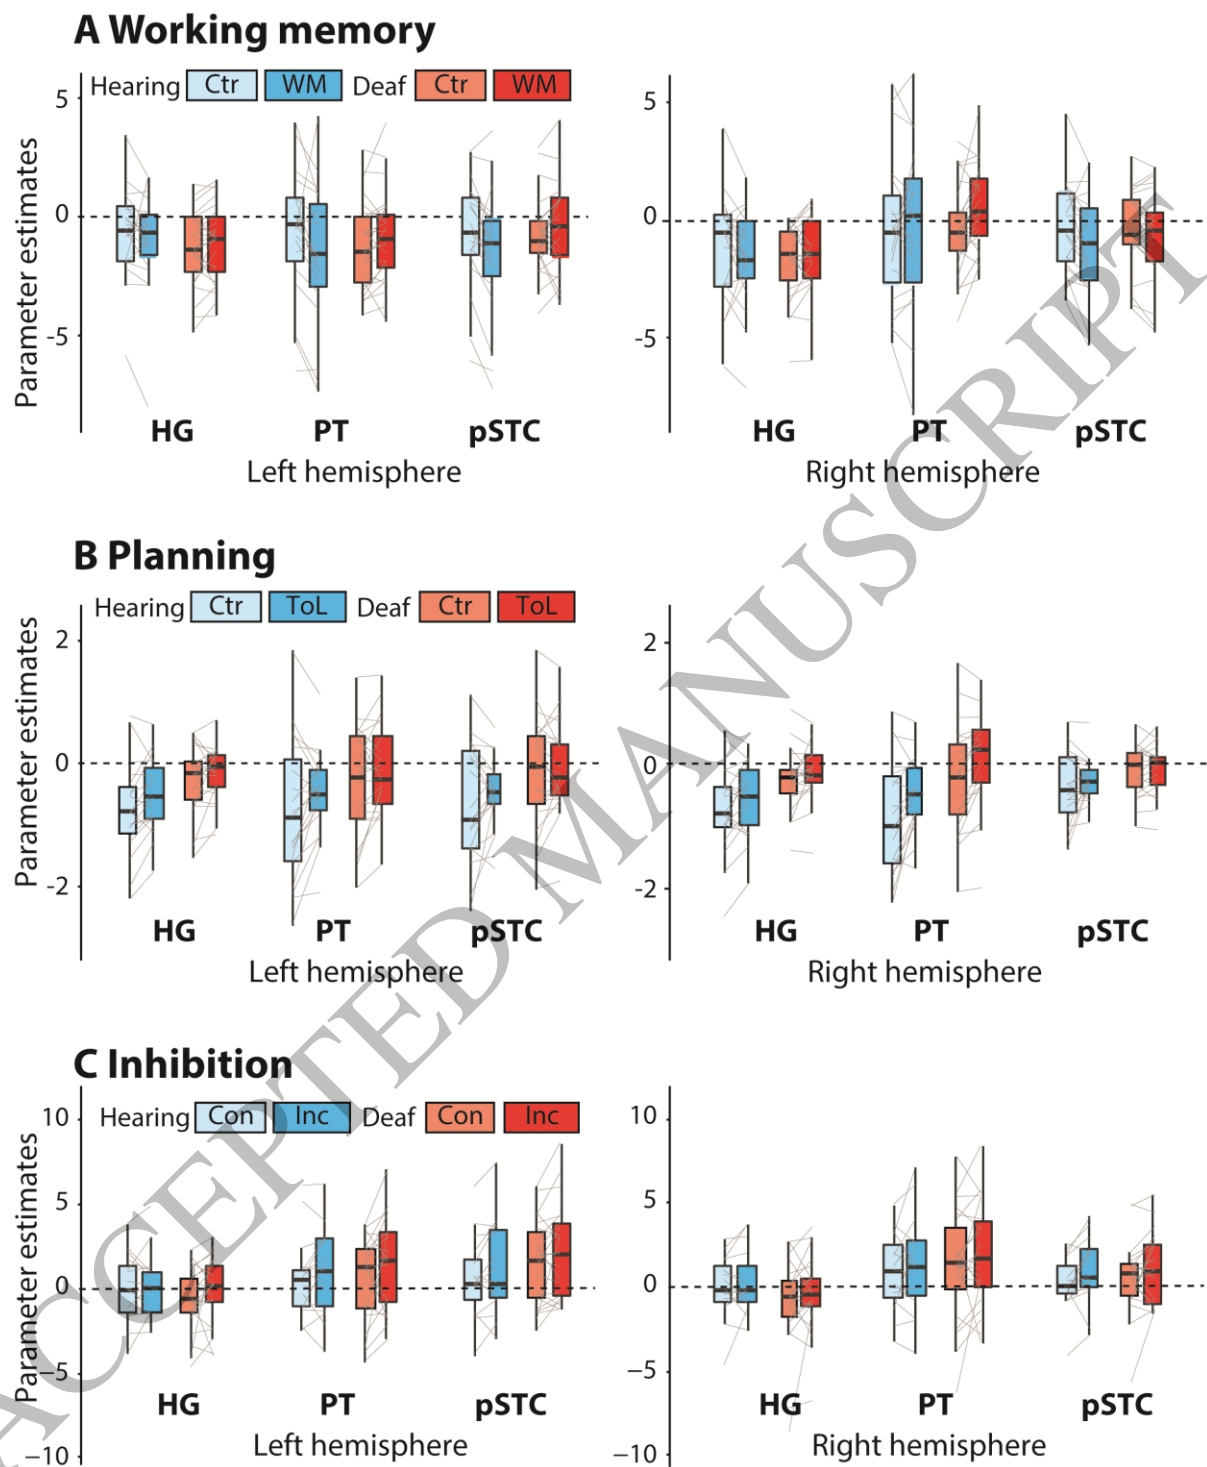 A Working memory
Hearing Ctr WM Deaf Ctr WM
Parameter estimates
5
0
-5
HG PT pSTC
Left hemisphere
5
0
-5
HG PT pSTC
Right hemisphere
B Planning
Hearing Ctr ToL Deaf Ctr ToL
Parameter estimates
2
0
-2
HG PT pSTC
Left hemisphere
2
0
-2
HG PT pSTC
Right hemisphere
C Inhibition
Hearing Con Inc Deaf Con Inc
Parameter estimates
10
5
0
−5
−10
HG PT pSTC
Left hemisphere
10
5
0
−5
−10
HG PT pSTC
Right hemisphere
ACCEPTED MANUSCRIPT